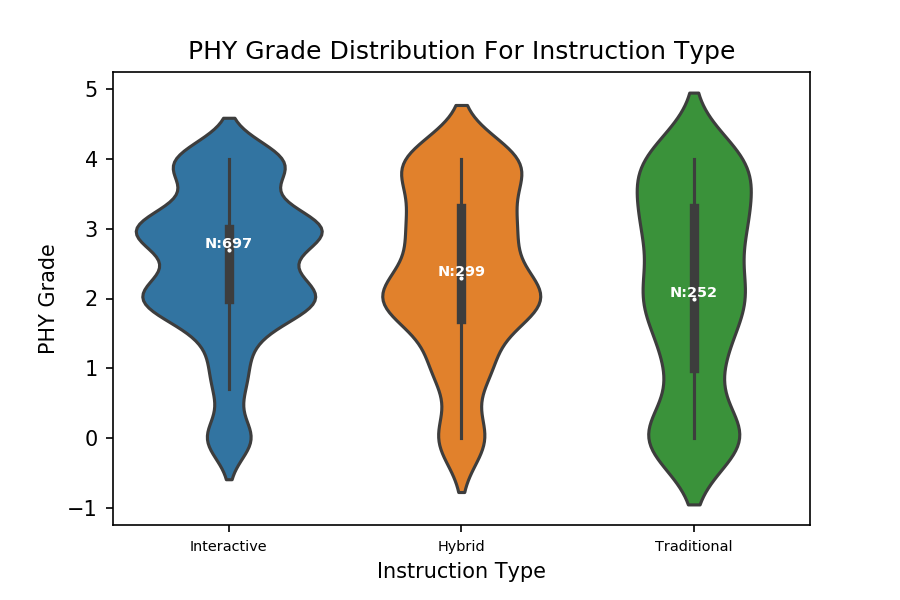 PHY Grade Distribution For Instruction Type
5
4
3
2
1
0
−1
PHY Grade
N:697
N:299
N:252
Interactive
Hybrid
Traditional
Instruction Type